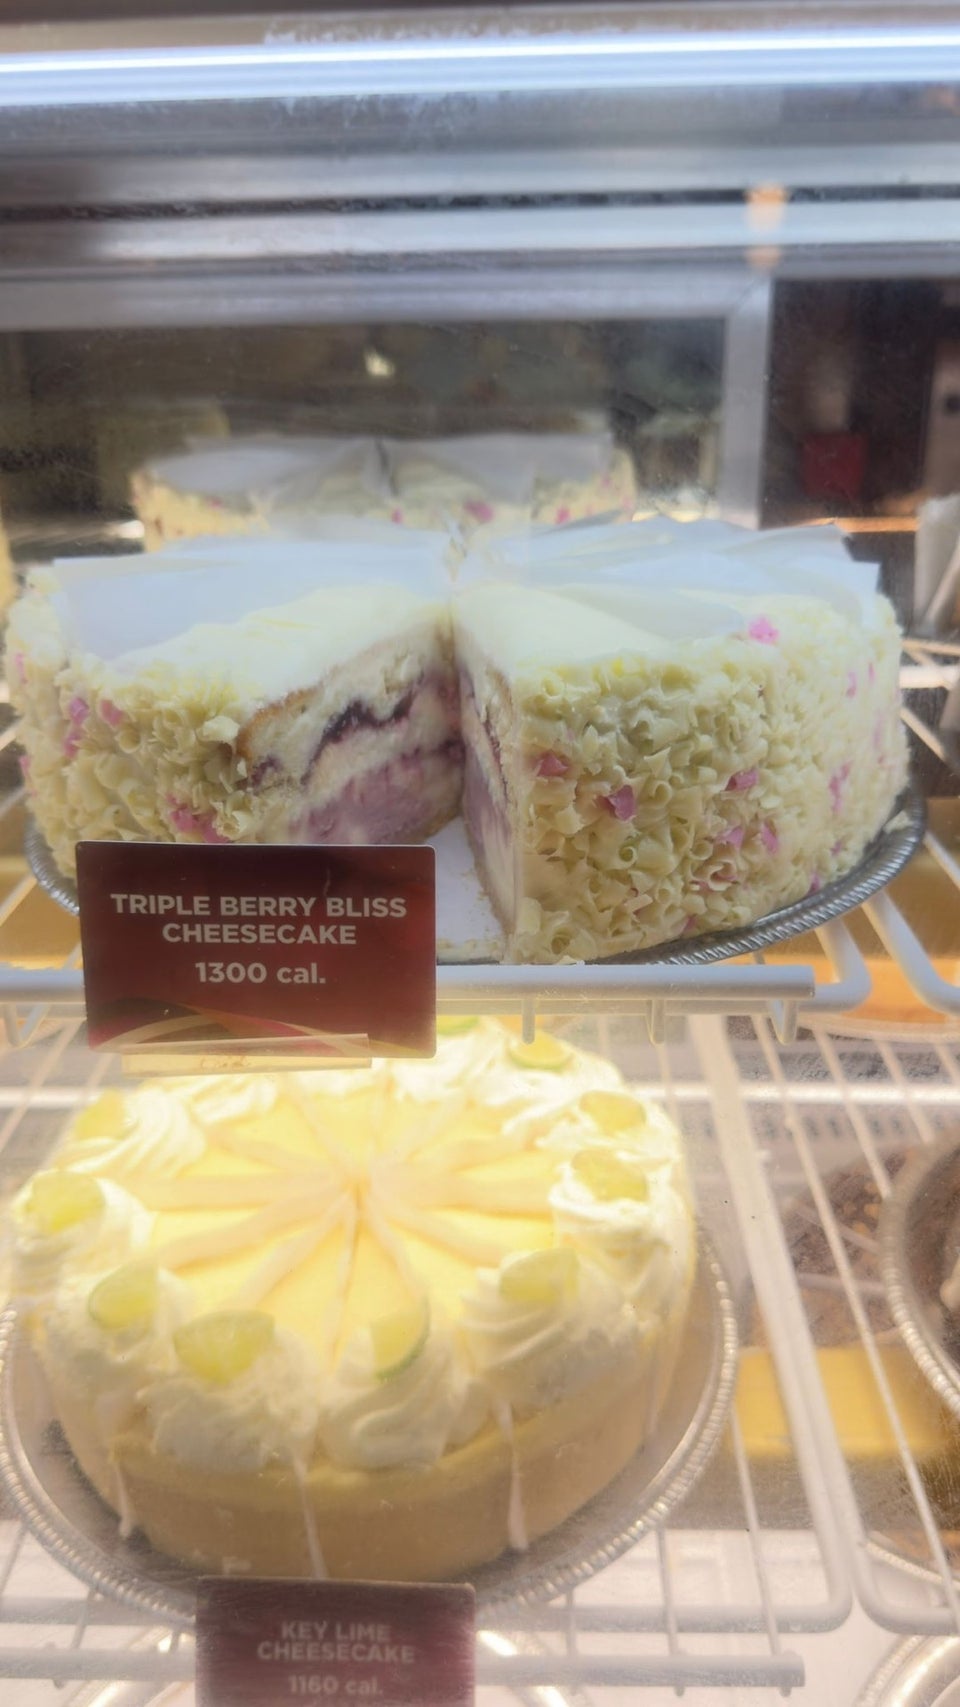 TRIPLE BERRY BLISS
CHEESECAKE
1300 cal.
KEY LIME
CHEESECAKE
1160 cal.